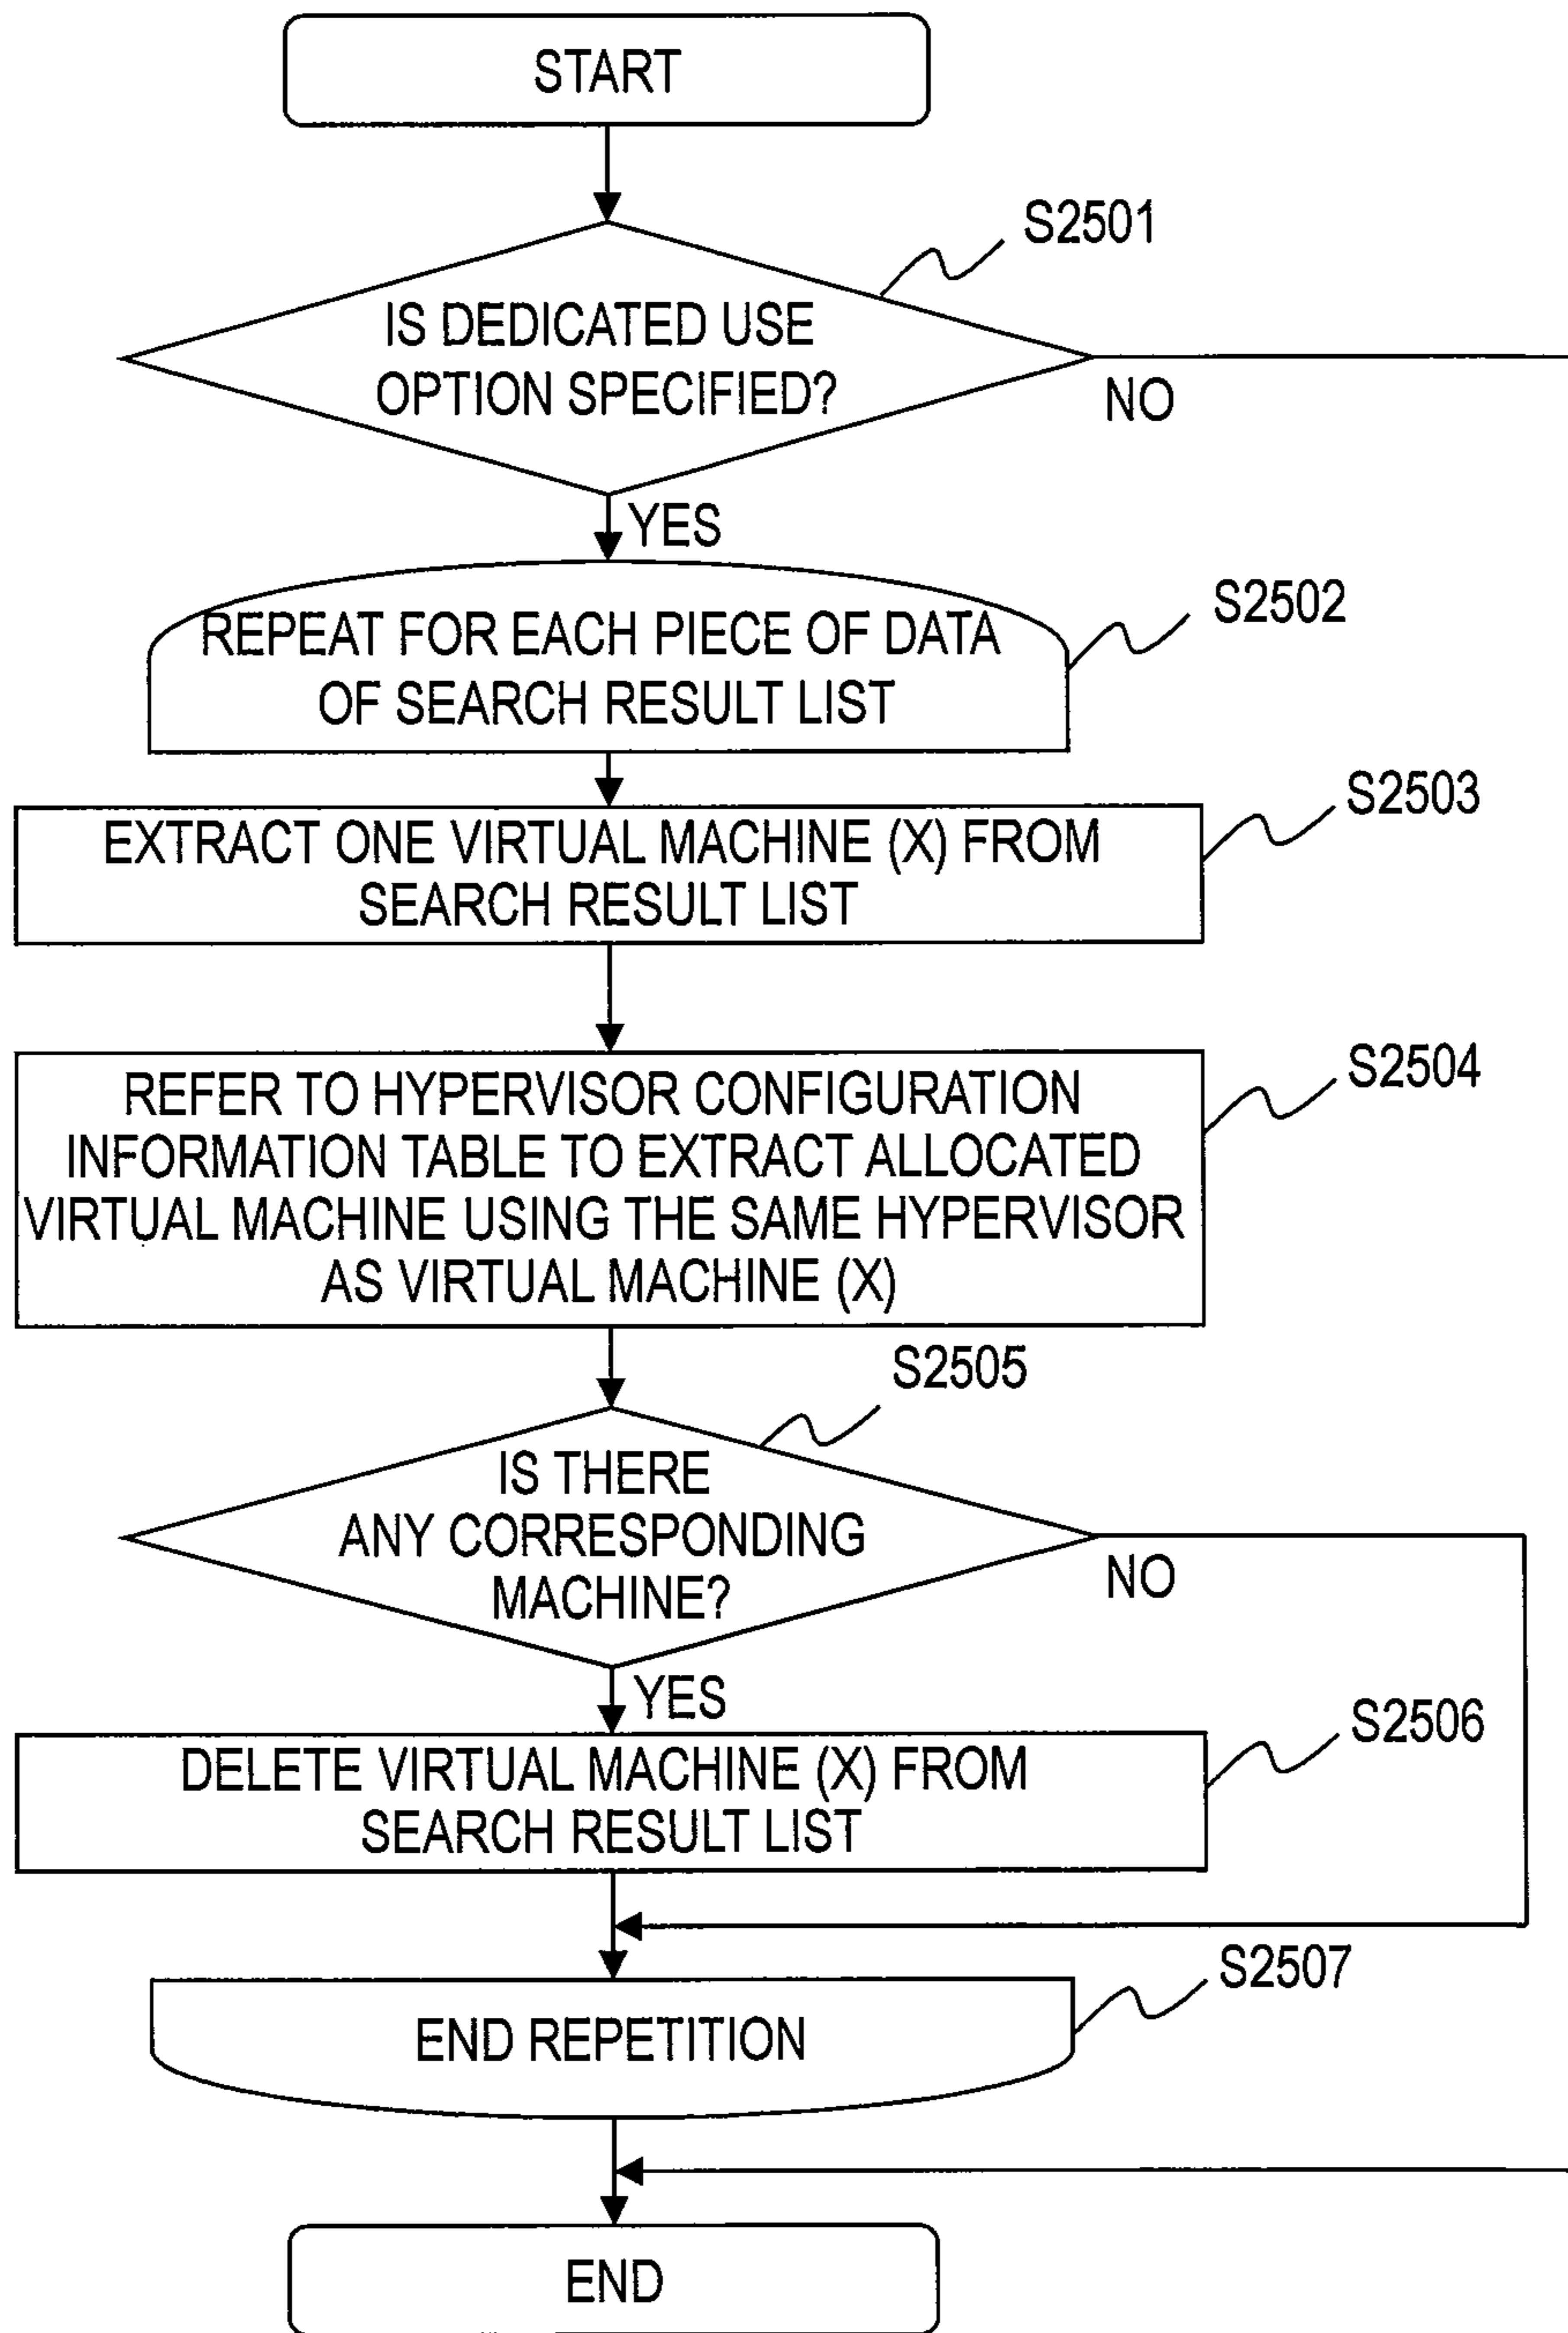 START
S2501
IS DEDICATED USE
OPTION SPECIFIED?
NO
YES
S2502
REPEAT FOR EACH PIECE OF DATA
OF SEARCH RESULT LIST
S2503
EXTRACT ONE VIRTUAL MACHINE (X) FROM
SEARCH RESULT LIST
S2504
REFER TO HYPERVISOR CONFIGURATION
INFORMATION TABLE TO EXTRACT ALLOCATED
VIRTUAL MACHINE USING THE SAME HYPERVISOR
AS VIRTUAL MACHINE (X)
S2505
IS THERE
ANY CORRESPONDING
MACHINE?
NO
YES
S2506
DELETE VIRTUAL MACHINE (X) FROM
SEARCH RESULT LIST
S2507
END REPETITION
END